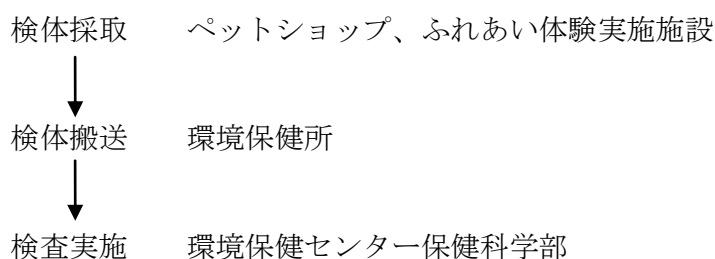 検体採取　　ペットショップ、ふれあい体験実施施設
検体搬送　　環境保健所
検査実施　　環境保健センター保健科学部